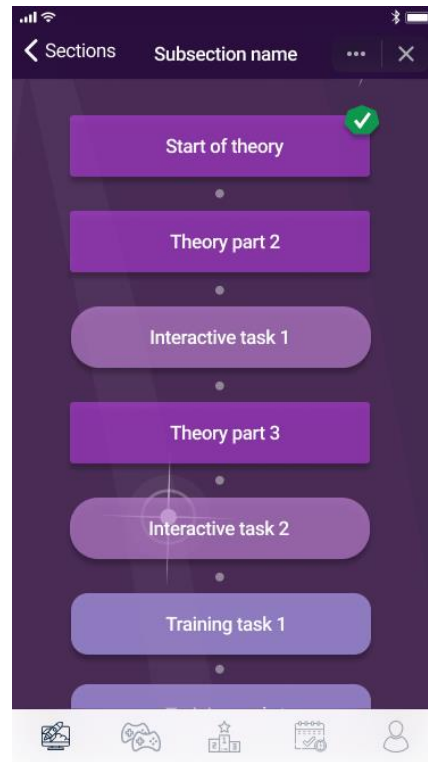 Sections Subsection name
Start of theory
Theory part 2
Interactive task 1
Theory part 3
Interactive task 2
Training task 1